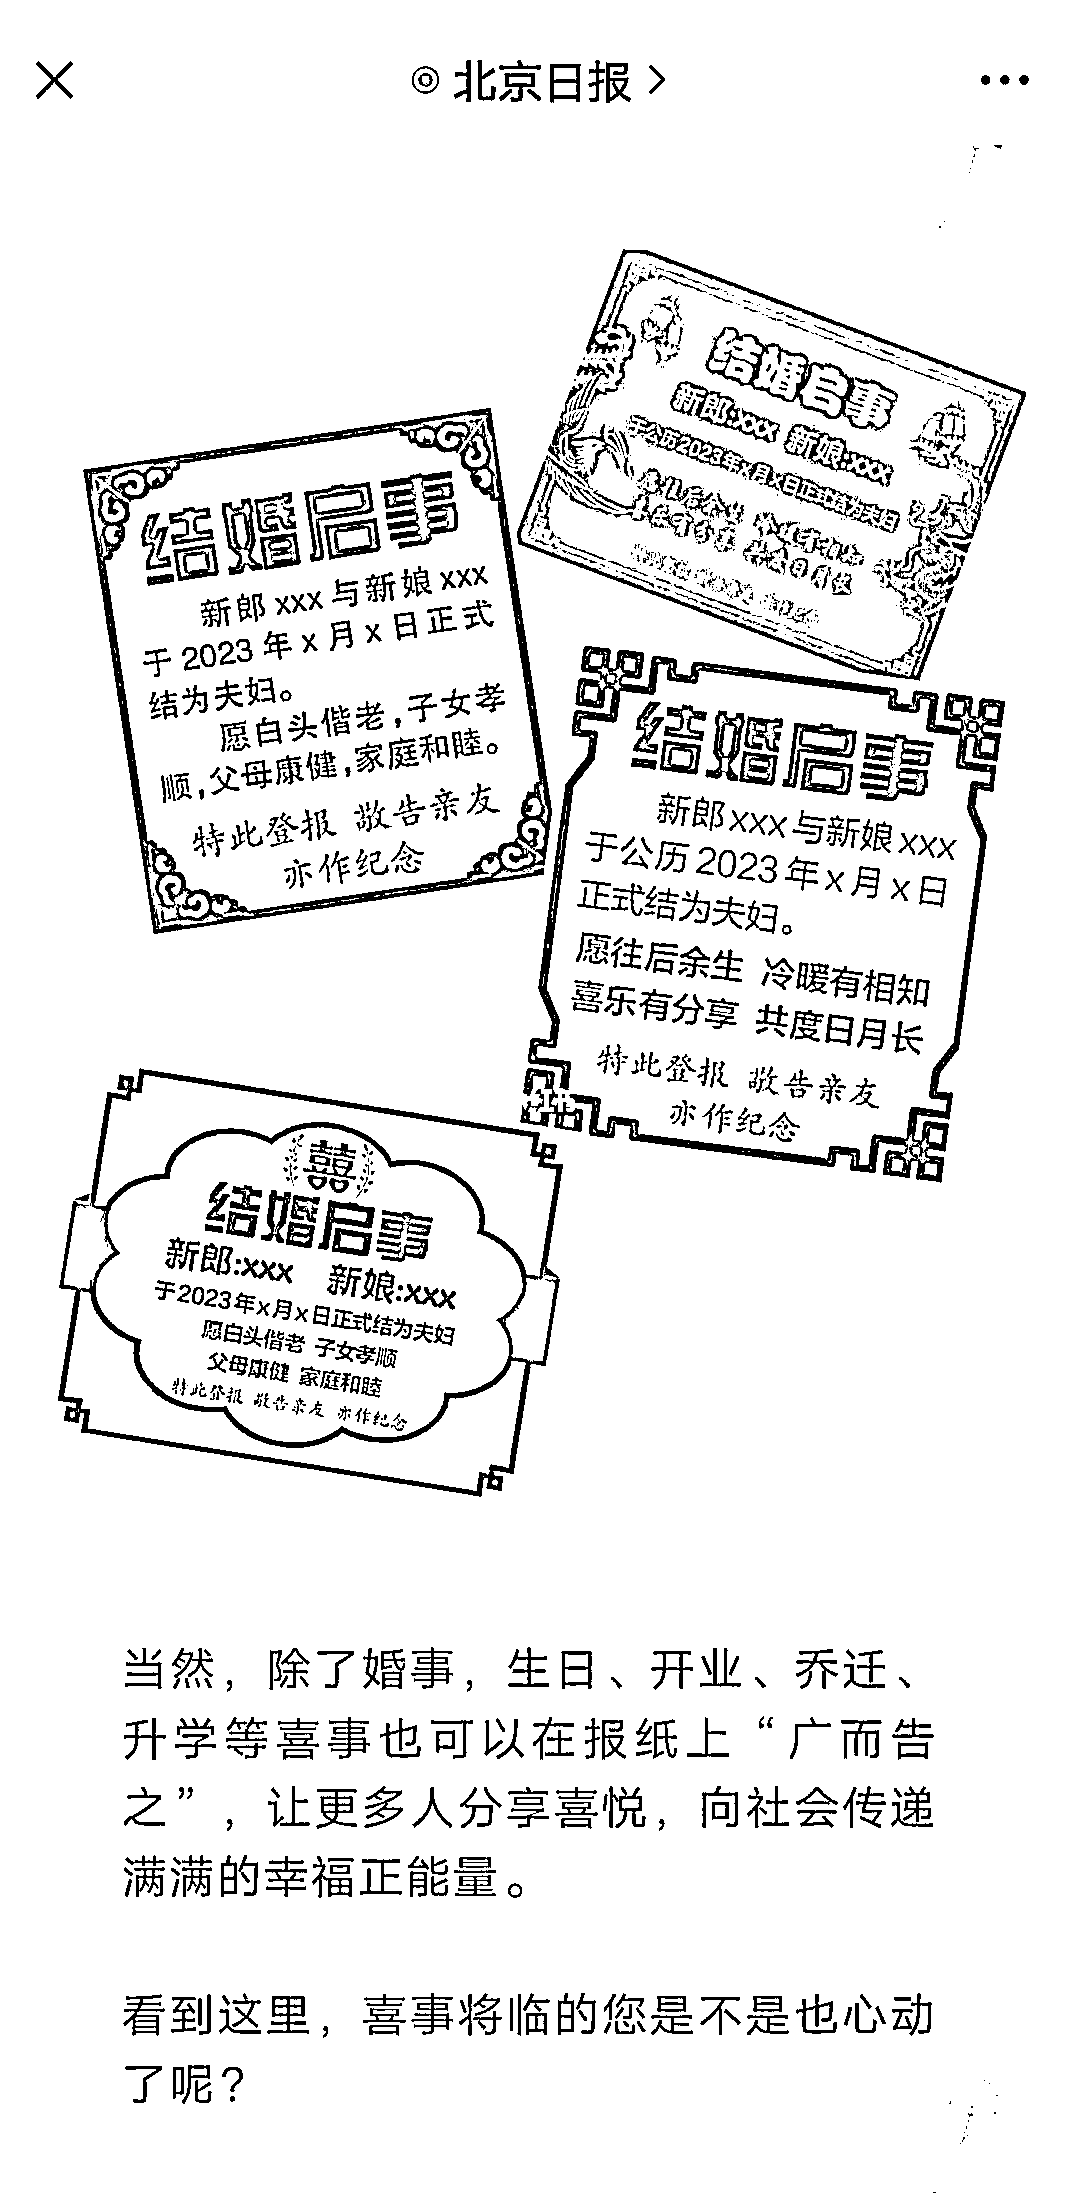 北京日报
结婚启事
新郎:xxx 新娘:xxx
于公历2023年x月x日正式结为夫妇
结婚启事
新郎 xxx 与新娘 xxx
于 2023 年 x 月 x 日正式
结为夫妇。
愿白头偕老,子女孝
顺,父母康健,家庭和睦。
特此登报 敬告亲友
亦作纪念
结婚启事
新郎 xxx 与新娘 xxx
于公历 2023 年 x 月 x 日
正式结为夫妇。
愿往后余生 冷暖有相知
喜乐有分享 共度日月长
特此登报 敬告亲友
亦作纪念
囍
结婚启事
新郎:xxx 新娘:xxx
于2023年x月x日正式结为夫妇
愿白头偕老 子女孝顺
父母康健 家庭和睦
特此登报 敬告亲友 亦作纪念
当然，除了婚事，生日、开业、乔迁、
升学等喜事也可以在报纸上“广而告
之”，让更多人分享喜悦，向社会传递
满满的幸福正能量。
看到这里，喜事将临的您是不是也心动
了呢？